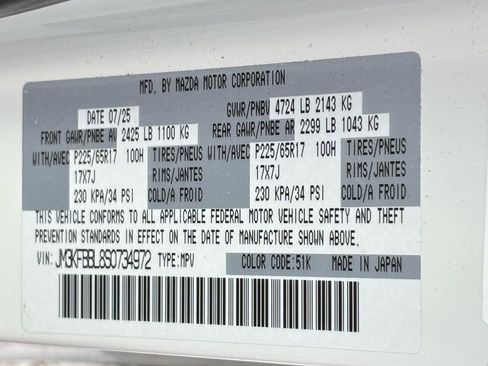 MFD. BY MAZDA MOTOR CORPORATION
DATE 07/25 GVWR/PNBV 4724 LB 2143 KG
FRONT GAWR/PNBE AV 2425 LB 1100 KG REAR GAWR/PNBE AR 2299 LB 1043 KG
WITH/AVEC P225/65R17 100H TIRES/PNEUS WITH/AVEC P225/65R17 100H TIRES/PNEUS
17X7J RIMS/JANTES 17X7J RIMS/JANTES
230 KPA/34 PSI COLD/A FROID 230 KPA/34 PSI COLD/A FROID
THIS VEHICLE CONFORMS TO ALL APPLICABLE FEDERAL MOTOR VEHICLE SAFETY AND THEFT
PREVENTION STANDARDS IN EFFECT ON THE DATE OF MANUFACTURE SHOWN ABOVE.
VIN: JM3KFBBL8S0734972 TYPE:MPV COLOR CODE:51K MADE IN JAPAN